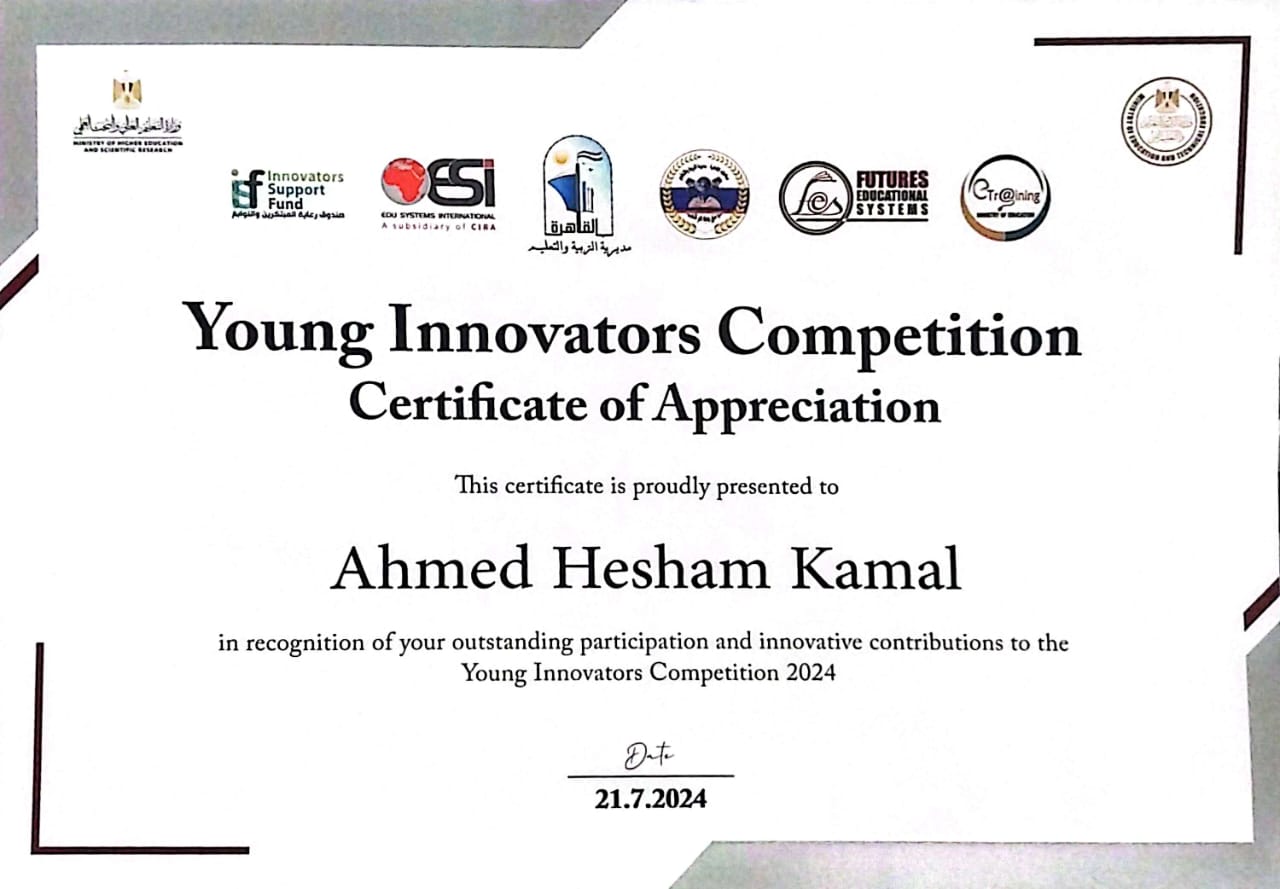 وزارة التعليم العالي والبحث العلمي
MINISTRY OF HIGHER EDUCATION
AND SCIENTIFIC RESEARCH
MINISTRY OF EDUCATION AND TECHNICAL EDUCATION
isf Innovators
Support
Fund
صندوق رعاية المبتكرين والنوابغ
ESI
EDU SYSTEMS INTERNATIONAL
A subsidiary of CIRA
القاهرة
مديرية التربية والتعليم
fes FUTURES
EDUCATIONAL
SYSTEMS
eTr@ining
MINISTRY OF EDUCATION
Young Innovators Competition
Certificate of Appreciation
This certificate is proudly presented to
Ahmed Hesham Kamal
in recognition of your outstanding participation and innovative contributions to the
Young Innovators Competition 2024
Date
21.7.2024